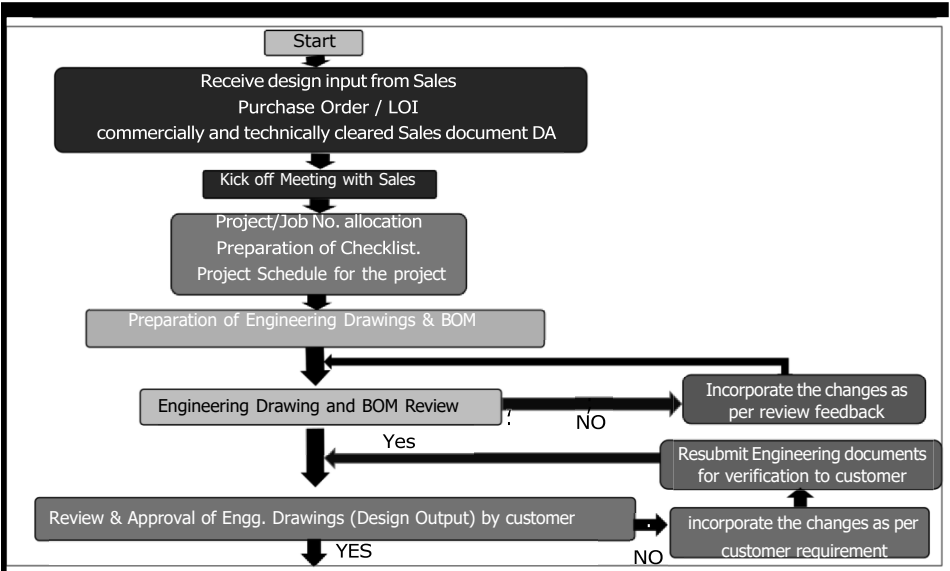 Start
Receive design input from Sales
Purchase Order / LOI
commercially and technically cleared Sales document DA
Kick off Meeting with Sales
Project/Job No. allocation
Preparation of Checklist.
Project Schedule for the project
Preparation of Engineering Drawings & BOM
Engineering Drawing and BOM Review
NO
Incorporate the changes as
per review feedback
Yes
Resubmit Engineering documents
for verification to customer
Review & Approval of Engg. Drawings (Design Output) by customer
NO
incorporate the changes as per
customer requirement
YES